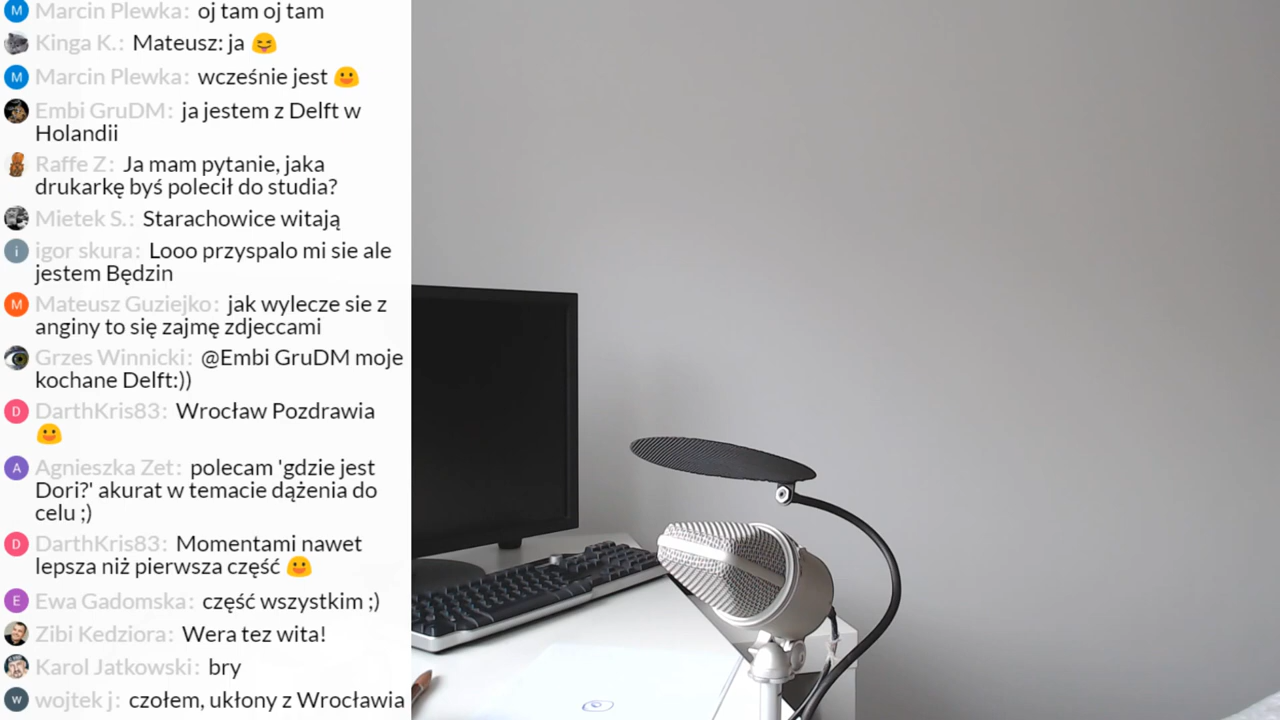 Marcin Plewka: oj tam oj tam
Kinga K.: Mateusz: ja 😝
Marcin Plewka: wcześnie jest 😃
Embi GruDM: ja jestem z Delft w
Holandii
Raffe Z: Ja mam pytanie, jaka
drukarkę byś polecił do studia?
Mietek S.: Starachowice witają
igor skura: Looo przyspalo mi sie ale
jestem Będzin
Mateusz Guziejko: jak wylecze sie z
anginy to się zajmę zdjeccami
Grzes Winnicki: @Embi GruDM moje
kochane Delft:))
DarthKris83: Wrocław Pozdrawia
😃
Agnieszka Zet: polecam 'gdzie jest
Dori?' akurat w temacie dążenia do
celu ;)
DarthKris83: Momentami nawet
lepsza niż pierwsza część 😃
Ewa Gadomska: część wszystkim ;)
Zibi Kedziora: Wera tez wita!
Karol Jatkowski: bry
wojtek j: czołem, ukłony z Wrocławia